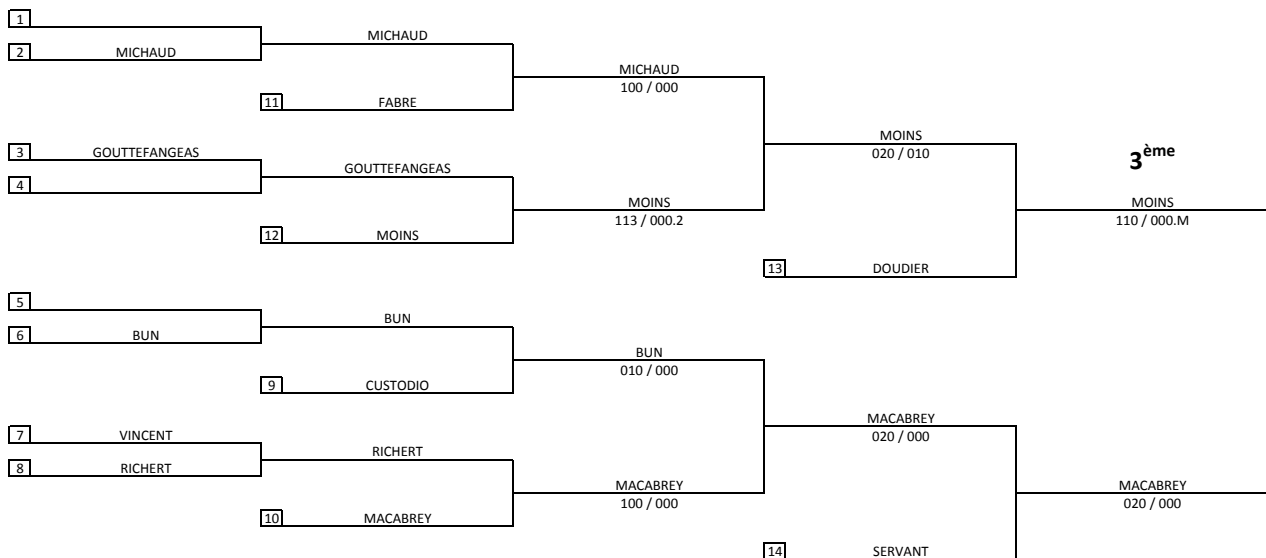 1
MICHAUD
2 MICHAUD
MICHAUD
100 / 000
11 FABRE
MOINS
020 / 010
3 GOUTTEFANGEAS
3ème
GOUTTEFANGEAS
4
MOINS
113 / 000.2
MOINS
110 / 000.M
12 MOINS
13 DOUDIER
5
BUN
6 BUN
BUN
010 / 000
9 CUSTODIO
MACABREY
020 / 000
7 VINCENT
RICHERT
8 RICHERT
MACABREY
100 / 000
MACABREY
020 / 000
10 MACABREY
14 SERVANT